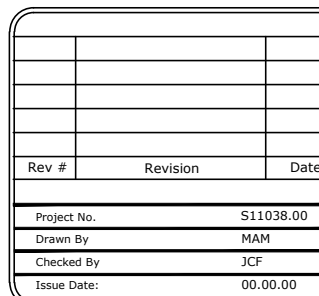 Rev # Revision Date
Project No. S11038.00
Drawn By MAM
Checked By JCF
Issue Date: 00.00.00